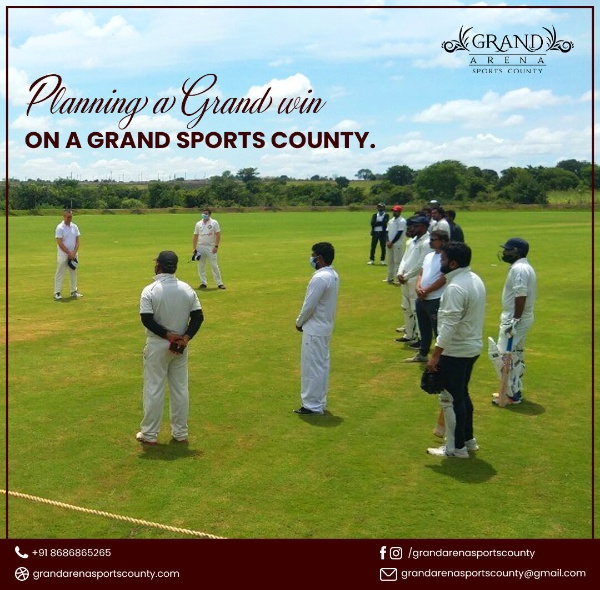 GRAND
ARENA
SPORTS COUNTY
Planning a Grand win
ON A GRAND SPORTS COUNTY.
+91 8686865265
/grandarenasportscounty
grandarenasportscounty.com
grandarenasportscounty@gmail.com